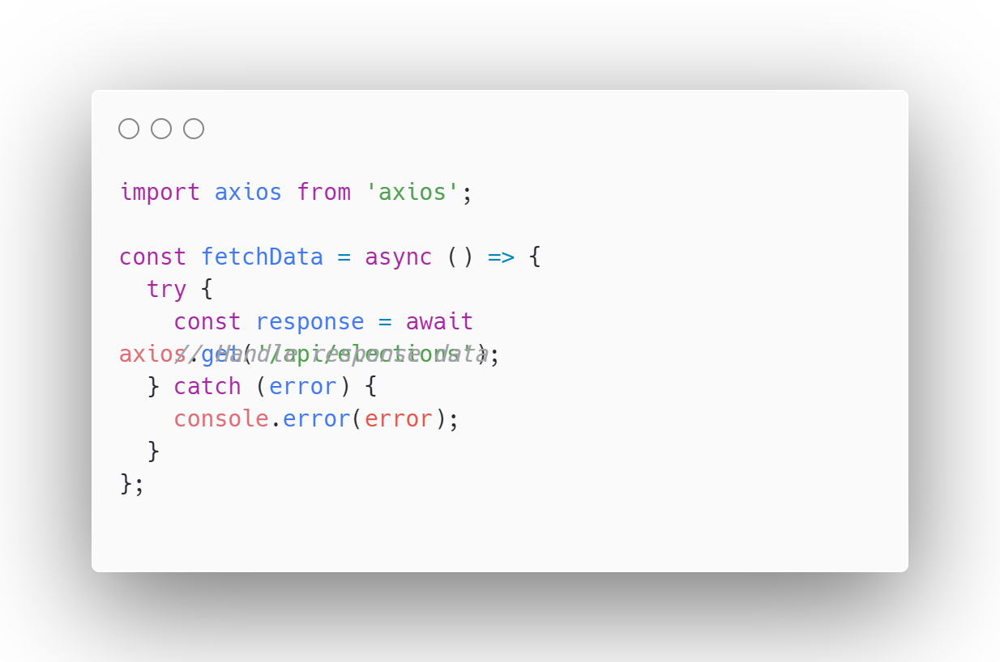 import axios from 'axios';
const fetchData = async () => {
  try {
    const response = await
axios.get('/api/elections');
    // Handle response data
  } catch (error) {
    console.error(error);
  }
};